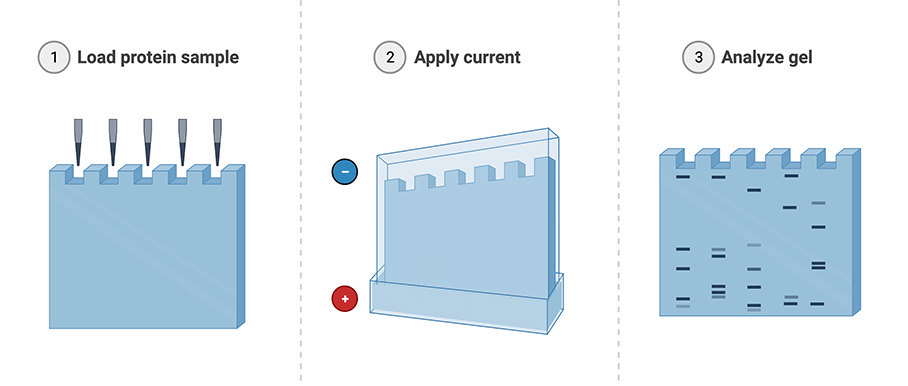 1 Load protein sample
2 Apply current
3 Analyze gel
−
+